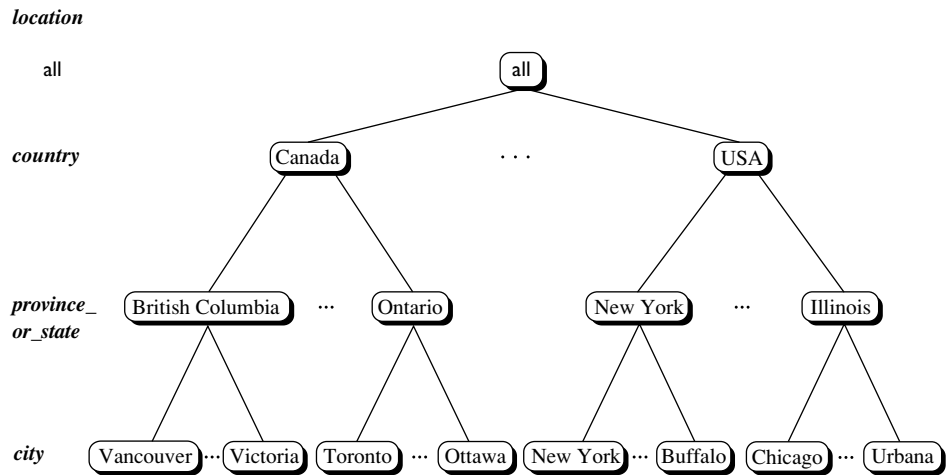 location
all all
country Canada . . . USA
province_ British Columbia ... Ontario New York ... Illinois
or_state
city Vancouver ... Victoria Toronto ... Ottawa New York ... Buffalo Chicago ... Urbana